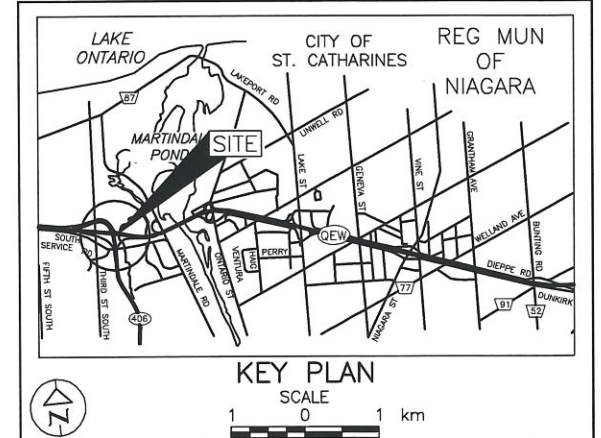 LAKE
ONTARIO
CITY OF
ST. CATHARINES
REG MUN
OF
NIAGARA
87
LAKEPORT RD
LINWELL RD
MARTINDAL
POND
SITE
LAKE ST
GENEVA ST
VINE ST
GRANTHAM AVE
WELLAND AVE
BUNTING RD
QEW
SOUTH
SERVICE RD
FIFTH ST SOUTH
THIRD ST SOUTH
406
MARTINDALE RD
ONTARIO ST
VENTURA
HAIG
PERRY
NIAGARA ST
77
DIEPPE RD
DUNKIRK
91
52
KEY PLAN
SCALE
1 0 1 km
N